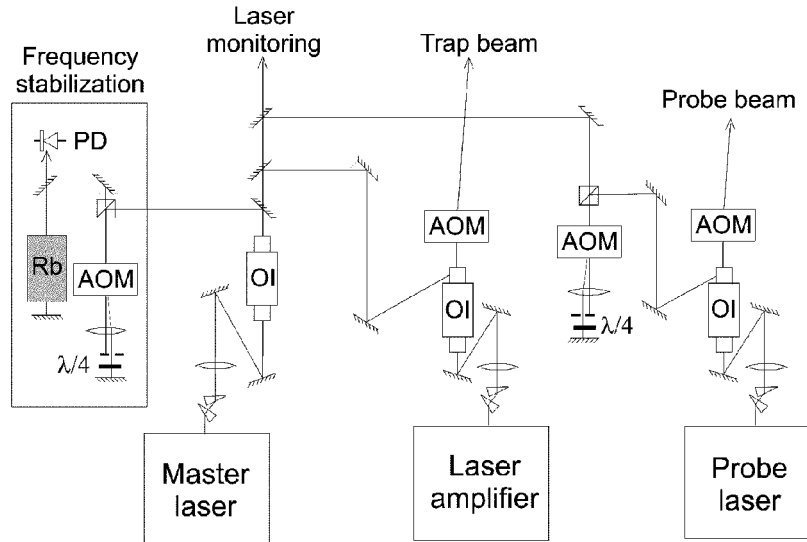 Laser
monitoring
Trap beam
Frequency
stabilization
Probe beam
PD
Rb
AOM
OI
λ/4
AOM
OI
AOM
λ/4
AOM
OI
Master
laser
Laser
amplifier
Probe
laser